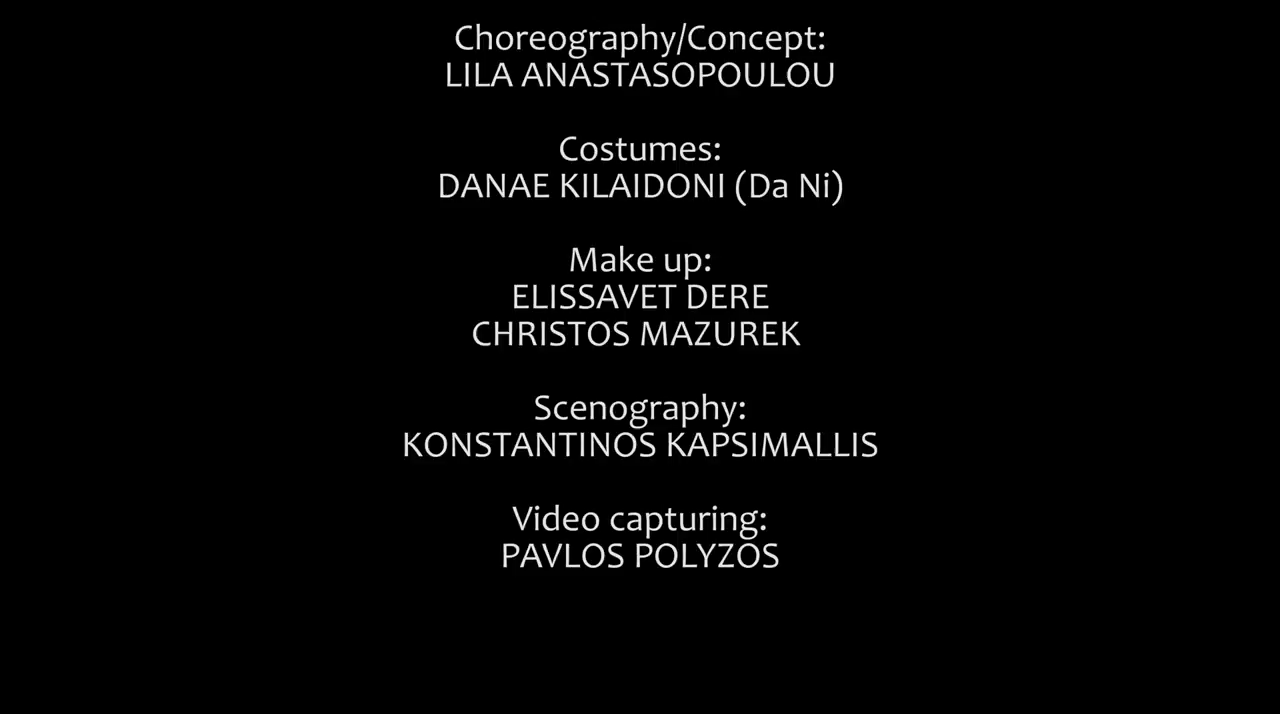 Choreography/Concept:
LILA ANASTASOPOULOU
Costumes:
DANAE KILAIDONI (Da Ni)
Make up:
ELISSAVET DERE
CHRISTOS MAZUREK
Scenography:
KONSTANTINOS KAPSIMALLIS
Video capturing:
PAVLOS POLYZOS